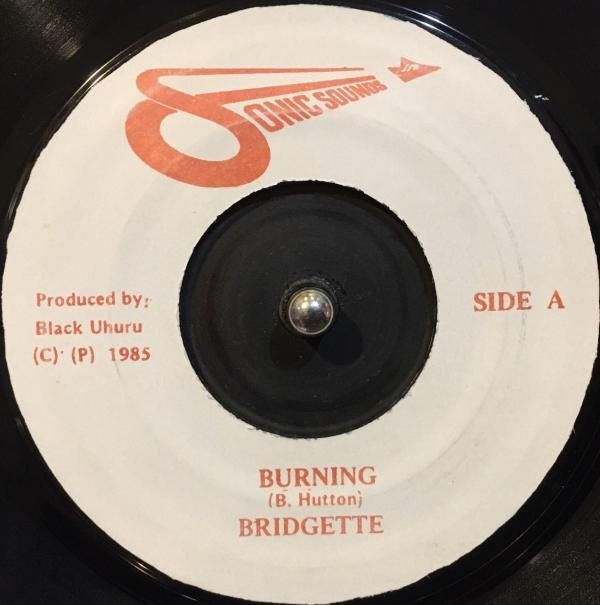 SONIC SOUNDS
Produced by:
Black Uhuru
(C) (P) 1985
SIDE A
BURNING
(B. Hutton)
BRIDGETTE